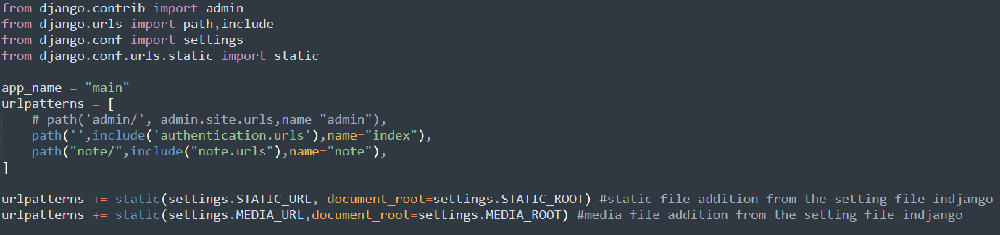 from django.contrib import admin
from django.urls import path,include
from django.conf import settings
from django.conf.urls.static import static
app_name = "main"
urlpatterns = [
# path('admin/', admin.site.urls,name="admin"),
path('',include('authentication.urls'),name="index"),
path("note/",include("note.urls"),name="note"),
]
urlpatterns += static(settings.STATIC_URL, document_root=settings.STATIC_ROOT) #static file addition from the setting file indjango
urlpatterns += static(settings.MEDIA_URL,document_root=settings.MEDIA_ROOT) #media file addition from the setting file indjango